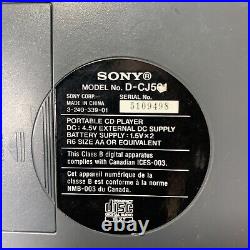 SONY®
MODEL No. D-CJ501
SONY CORP.
SERIAL No.
MADE IN CHINA
5109498
3-240-339-01
PORTABLE CD PLAYER
DC: 4.5V EXTERNAL DC SUPPLY
BATTERY SUPPLY: 1.5V×2
R6 SIZE AA OR EQUIVALENT
This Class B digital apparatus
complies with Canadian ICES-003.
Cet appareil numérique de la
classe B est conforme à la norme
NMB-003 du Canada.
COMPACT
disc
DIGITAL AUDIO